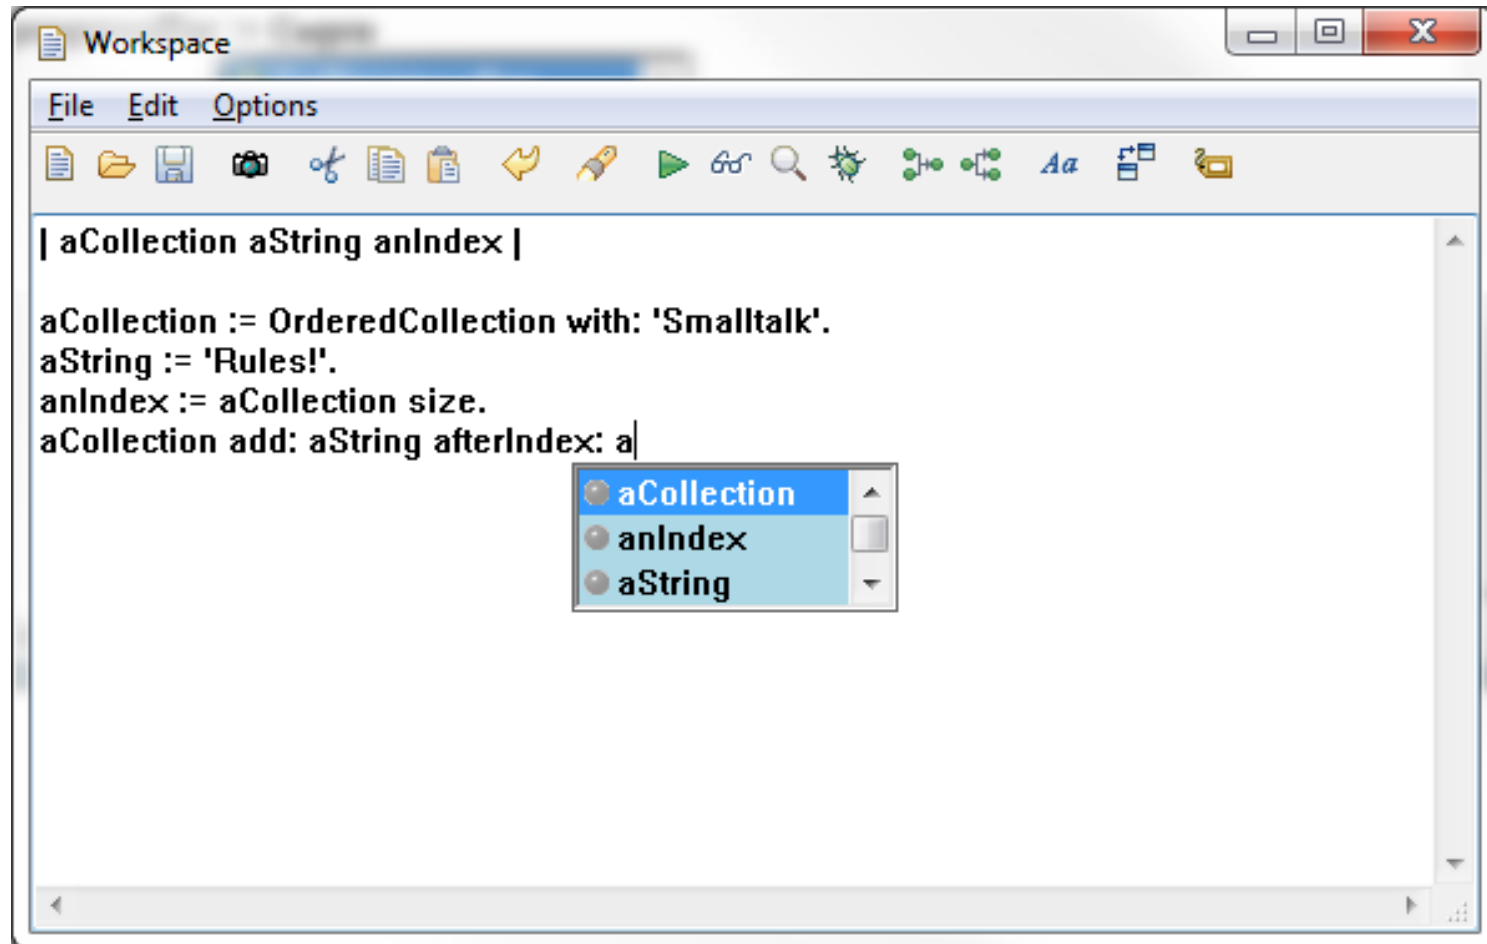 Workspace
File Edit Options
Aa
| aCollection aString anIndex |
aCollection := OrderedCollection with: 'Smalltalk'.
aString := 'Rules!'.
anIndex := aCollection size.
aCollection add: aString afterIndex: a
aCollection
anIndex
aString